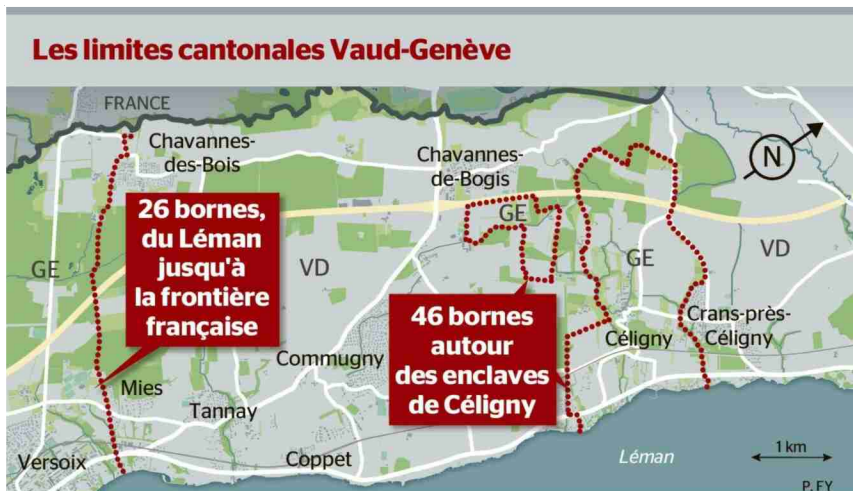 Les limites cantonales Vaud-Genève
FRANCE
Chavannes-
des-Bois
Chavannes-
de-Bogis
N
26 bornes,
du Léman
jusqu'à
la frontière
française
GE
GE
VD
GE
VD
46 bornes
autour
des enclaves
de Céligny
Crans-près-
Céligny
Céligny
Commugny
Mies
Tannay
Versoix
Coppet
Léman
1 km
P. FY